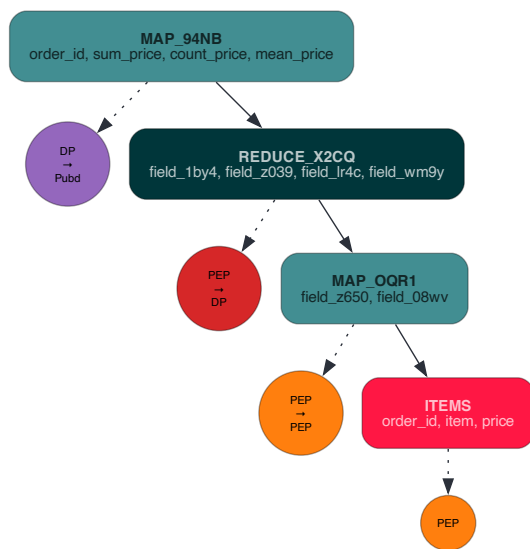 MAP_94NB
order_id, sum_price, count_price, mean_price
DP
→
Pubd
REDUCE_X2CQ
field_1by4, field_z039, field_lr4c, field_wm9y
PEP
→
DP
MAP_OQR1
field_z650, field_08wv
PEP
→
PEP
ITEMS
order_id, item, price
PEP